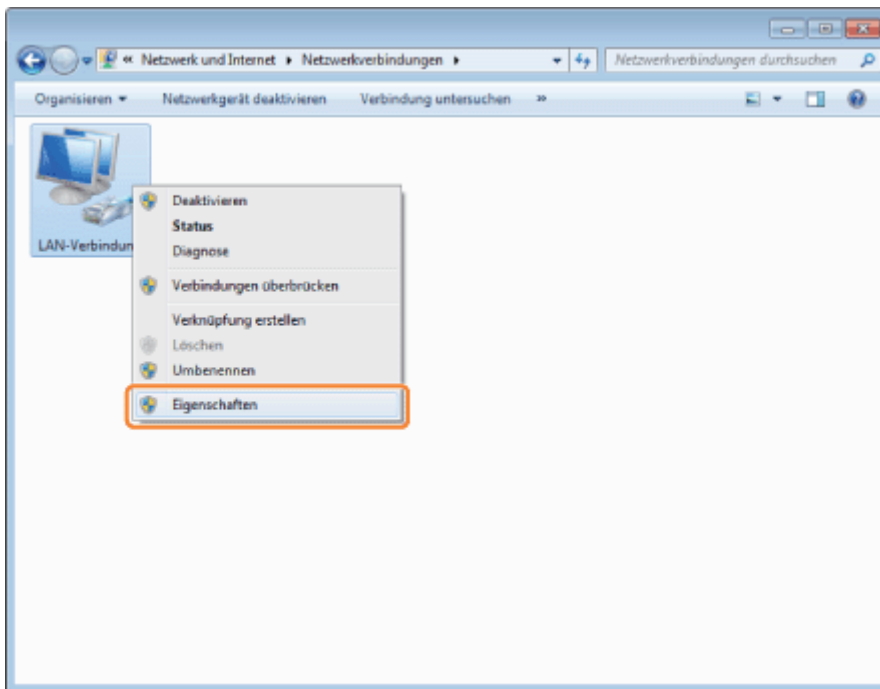 « Netzwerk und Internet ▸ Netzwerkverbindungen ▸ Netzwerkverbindungen durchsuchen
Organisieren Netzwerkgerät deaktivieren Verbindung untersuchen »
LAN-Verbindun
Deaktivieren
Status
Diagnose
Verbindungen überbrücken
Verknüpfung erstellen
Löschen
Umbenennen
Eigenschaften